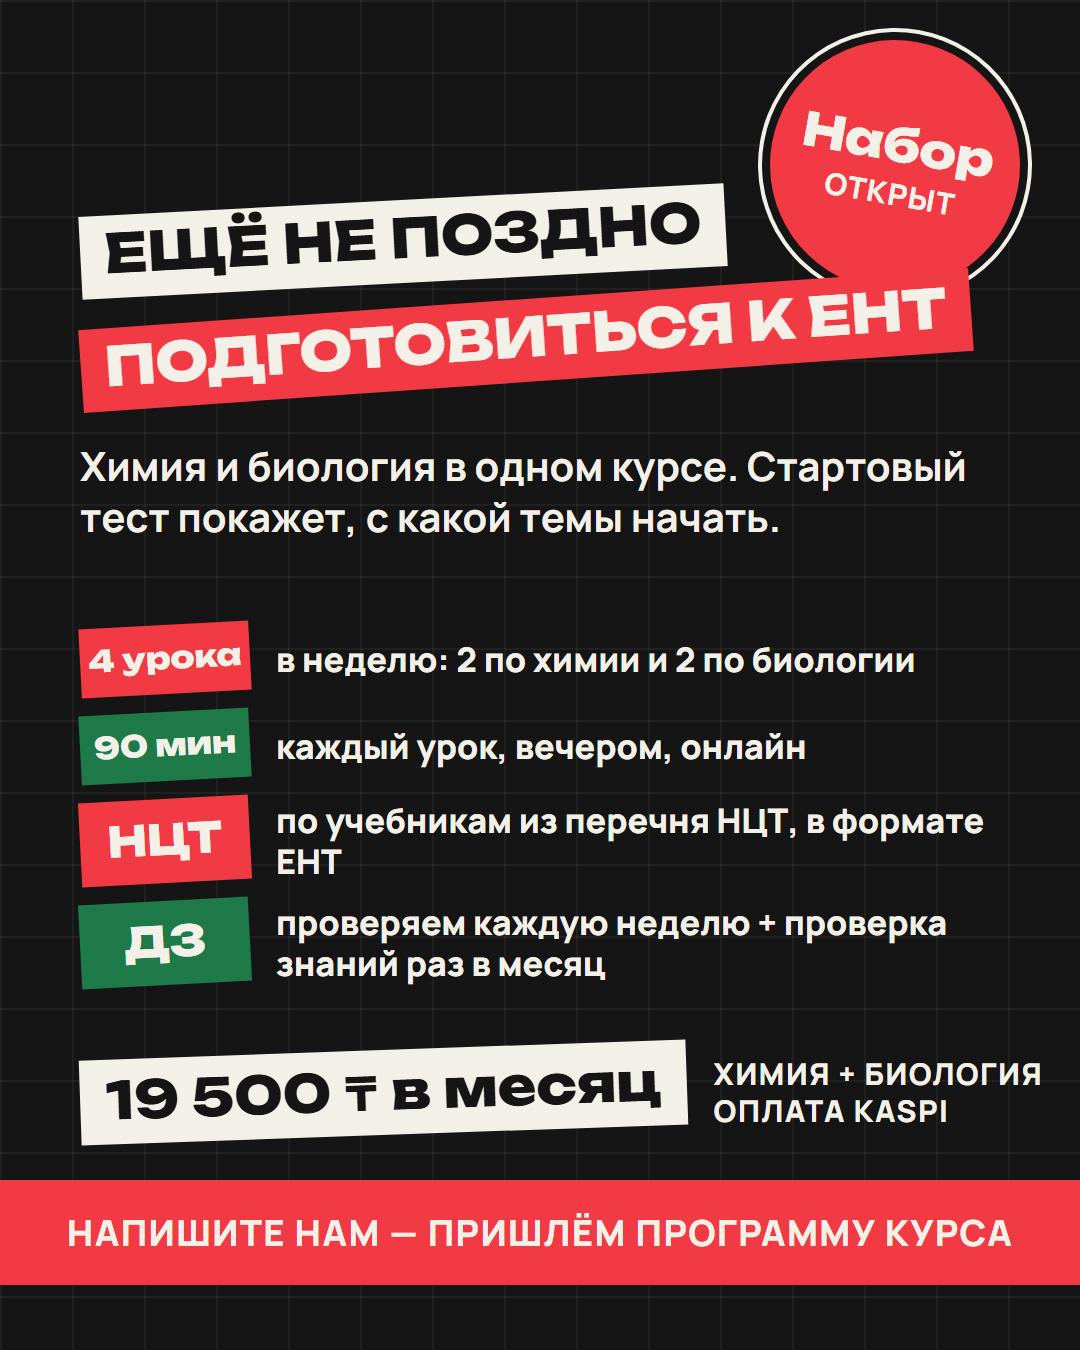 Набор
ОТКРЫТ
ЕЩЁ НЕ ПОЗДНО
ПОДГОТОВИТЬСЯ К ЕНТ
Химия и биология в одном курсе. Стартовый
тест покажет, с какой темы начать.
4 урока
в неделю: 2 по химии и 2 по биологии
90 мин
каждый урок, вечером, онлайн
НЦТ
по учебникам из перечня НЦТ, в формате
ЕНТ
ДЗ
проверяем каждую неделю + проверка
знаний раз в месяц
19 500 ₸ в месяц
ХИМИЯ + БИОЛОГИЯ
ОПЛАТА KASPI
НАПИШИТЕ НАМ — ПРИШЛЁМ ПРОГРАММУ КУРСА